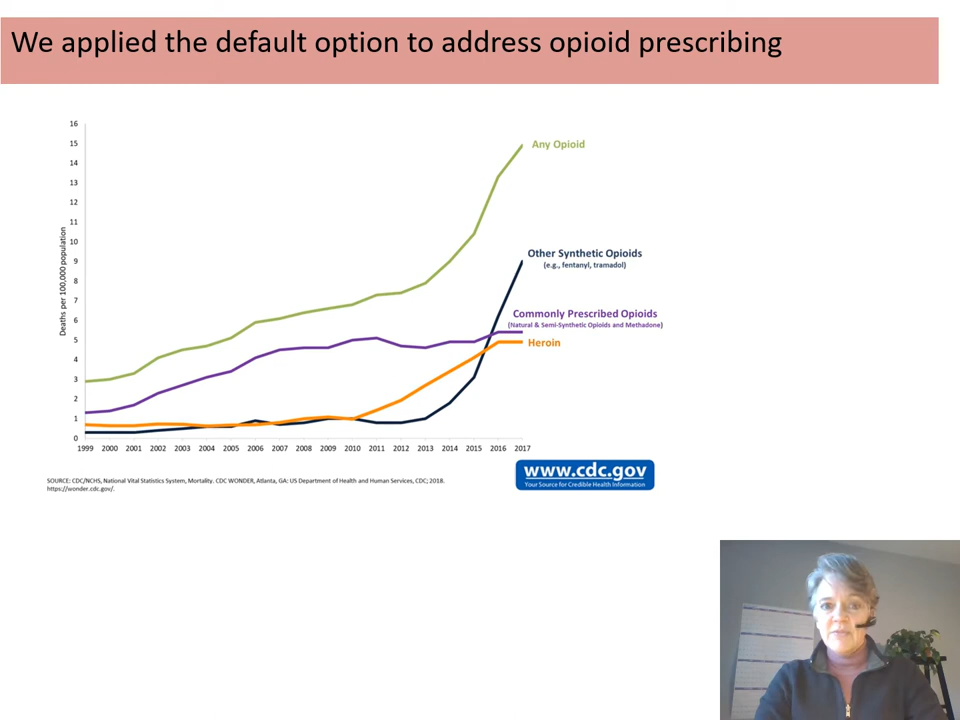 We applied the default option to address opioid prescribing
16
15
14
13
12
11
10
9
8
7
6
5
4
3
2
1
0
Deaths per 100,000 population
1999 2000 2001 2002 2003 2004 2005 2006 2007 2008 2009 2010 2011 2012 2013 2014 2015 2016 2017
Any Opioid
Other Synthetic Opioids
(e.g., fentanyl, tramadol)
Commonly Prescribed Opioids
(Natural & Semi-Synthetic Opioids and Methadone)
Heroin
www.cdc.gov
Your Source for Credible Health Information
SOURCE: CDC/NCHS, National Vital Statistics System, Mortality. CDC WONDER, Atlanta, GA: US Department of Health and Human Services, CDC; 2018.
https://wonder.cdc.gov/.